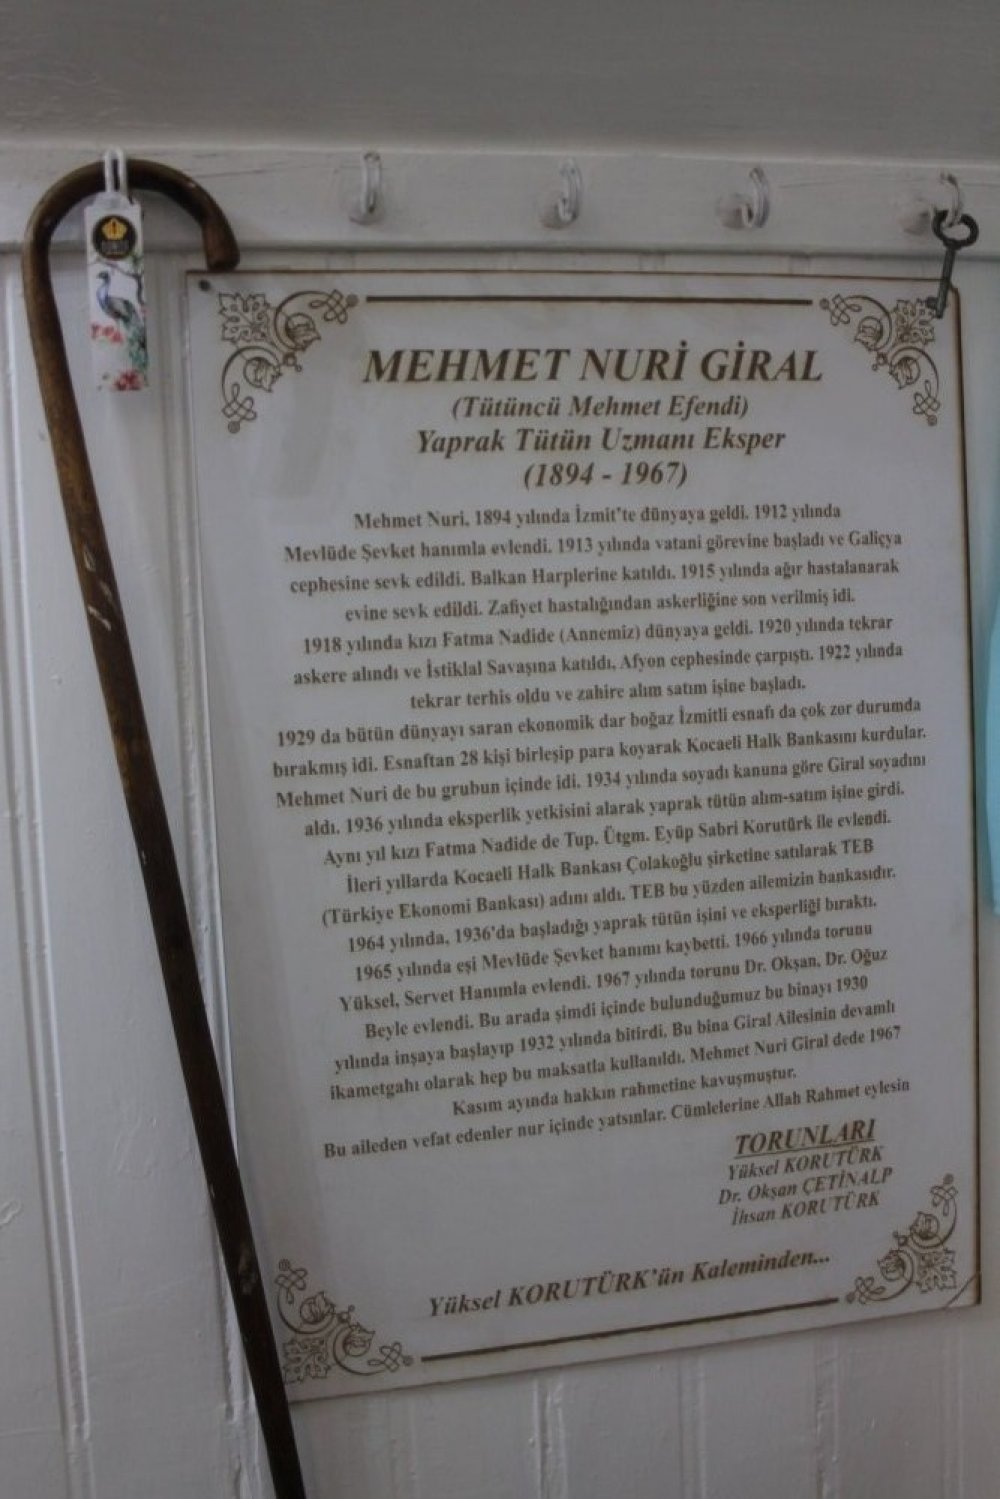 MEHMET NURİ GİRAL
(Tütüncü Mehmet Efendi)
Yaprak Tütün Uzmanı Eksper
(1894 - 1967)
Mehmet Nuri, 1894 yılında İzmit'te dünyaya geldi. 1912 yılında
Mevlüde Şevket hanımla evlendi. 1913 yılında vatani görevine başladı ve Galiçya
cephesine sevk edildi. Balkan Harplerine katıldı. 1915 yılında ağır hastalanarak
evine sevk edildi. Zafiyet hastalığından askerliğine son verilmiş idi.
1918 yılında kızı Fatma Nadide (Annemiz) dünyaya geldi. 1920 yılında tekrar
askere alındı ve İstiklal Savaşına katıldı, Afyon cephesinde çarpıştı. 1922 yılında
tekrar terhis oldu ve zahire alım satım işine başladı.
1929 da bütün dünyayı saran ekonomik dar boğaz İzmitli esnafı da çok zor durumda
bırakmış idi. Esnaftan 28 kişi birleşip para koyarak Kocaeli Halk Bankasını kurdular.
Mehmet Nuri de bu grubun içinde idi. 1934 yılında soyadı kanuna göre Giral soyadını
aldı. 1936 yılında eksperlik yetkisini alarak yaprak tütün alım-satım işine girdi.
Aynı yıl kızı Fatma Nadide de Tup. Ütgm. Eyüp Sabri Korutürk ile evlendi.
İleri yıllarda Kocaeli Halk Bankası Çolakoğlu şirketine satılarak TEB
(Türkiye Ekonomi Bankası) adını aldı. TEB bu yüzden ailemizin bankasıdır.
1964 yılında, 1936'da başladığı yaprak tütün işini ve eksperliği bıraktı.
1965 yılında eşi Mevlüde Şevket hanımı kaybetti. 1966 yılında torunu
Yüksel, Servet Hanımla evlendi. 1967 yılında torunu Dr. Okşan, Dr. Oğuz
Beyle evlendi. Bu arada şimdi içinde bulunduğumuz bu binayı 1930
yılında inşaya başlayıp 1932 yılında bitirdi. Bu bina Giral Ailesinin devamlı
ikametgahı olarak hep bu maksatla kullanıldı. Mehmet Nuri Giral dede 1967
Kasım ayında hakkın rahmetine kavuşmuştur.
Bu aileden vefat edenler nur içinde yatsınlar. Cümlelerine Allah Rahmet eylesin
TORUNLARI
Yüksel KORUTÜRK
Dr. Okşan ÇETİNALP
İhsan KORUTÜRK
Yüksel KORUTÜRK'ün Kaleminden...